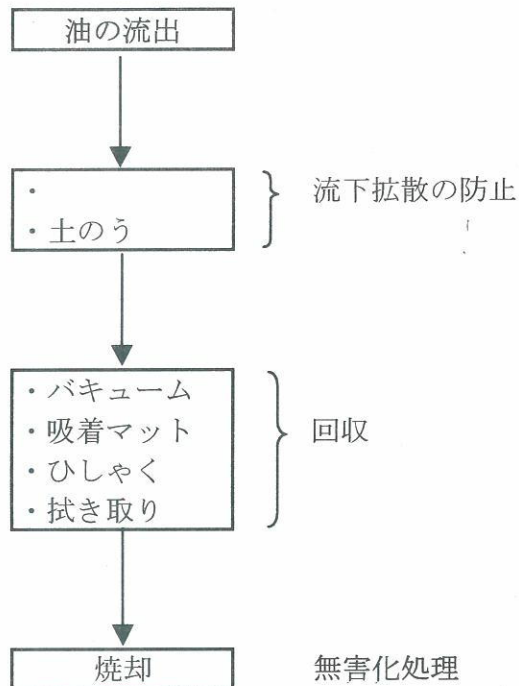 油の流出
・
・土のう
流下拡散の防止
・バキューム
・吸着マット
・ひしゃく
・拭き取り
回収
焼却
無害化処理